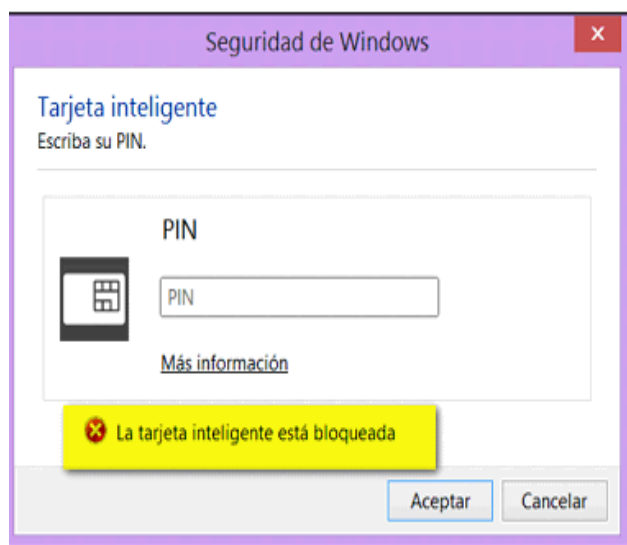 Seguridad de Windows
Tarjeta inteligente
Escriba su PIN.
PIN
PIN
Más información
La tarjeta inteligente está bloqueada
Aceptar Cancelar